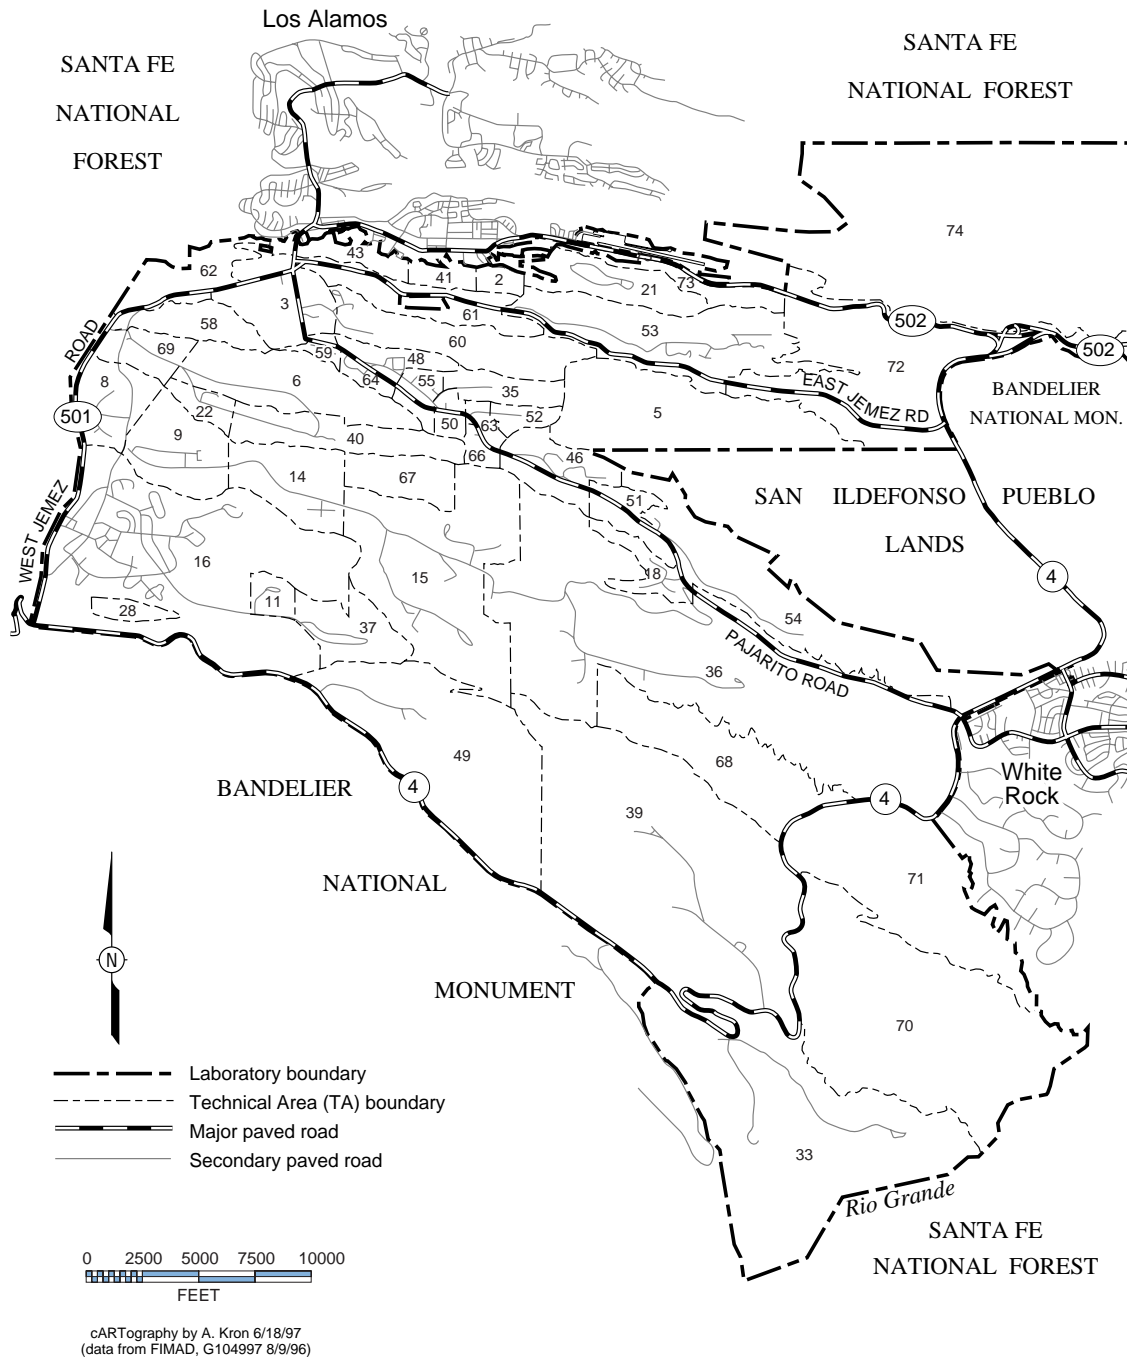 Los Alamos
SANTA FE
NATIONAL
FOREST
SANTA FE
NATIONAL FOREST
74
43
62
41
2
21
73
3
61
53
502
502
58
60
72
69
59
48
6
64
55
35
EAST JEMEZ RD
BANDELIER
NATIONAL MON.
ROAD
8
501
22
5
9
40
50
63
52
66
46
14
67
51
SAN ILDEFONSO PUEBLO
LANDS
WEST JEMEZ
16
15
18
4
11
28
37
54
PAJARITO ROAD
36
49
68
White
Rock
BANDELIER
4
4
39
71
NATIONAL
N
MONUMENT
70
Laboratory boundary
Technical Area (TA) boundary
Major paved road
Secondary paved road
33
Rio Grande
SANTA FE
NATIONAL FOREST
0 2500 5000 7500 10000
FEET
cARTography by A. Kron 6/18/97
(data from FIMAD, G104997 8/9/96)